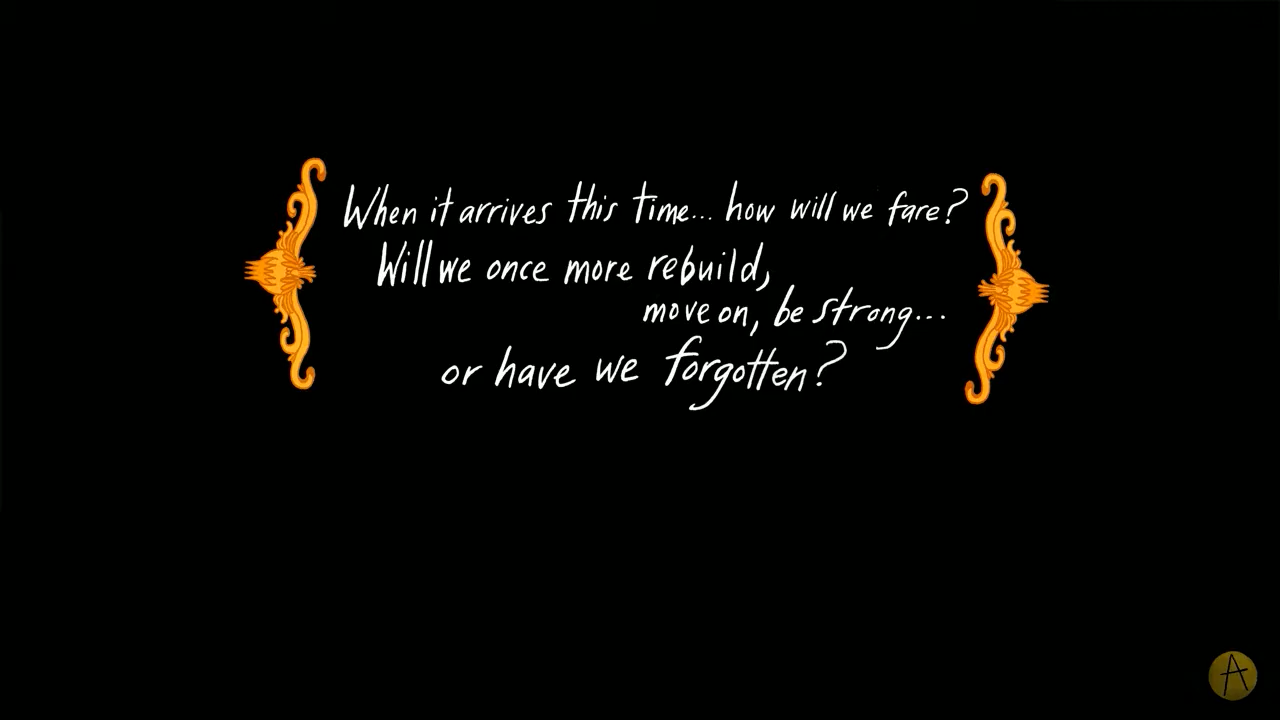 When it arrives this time... how will we fare?
Will we once more rebuild,
move on, be strong...
or have we forgotten?
A